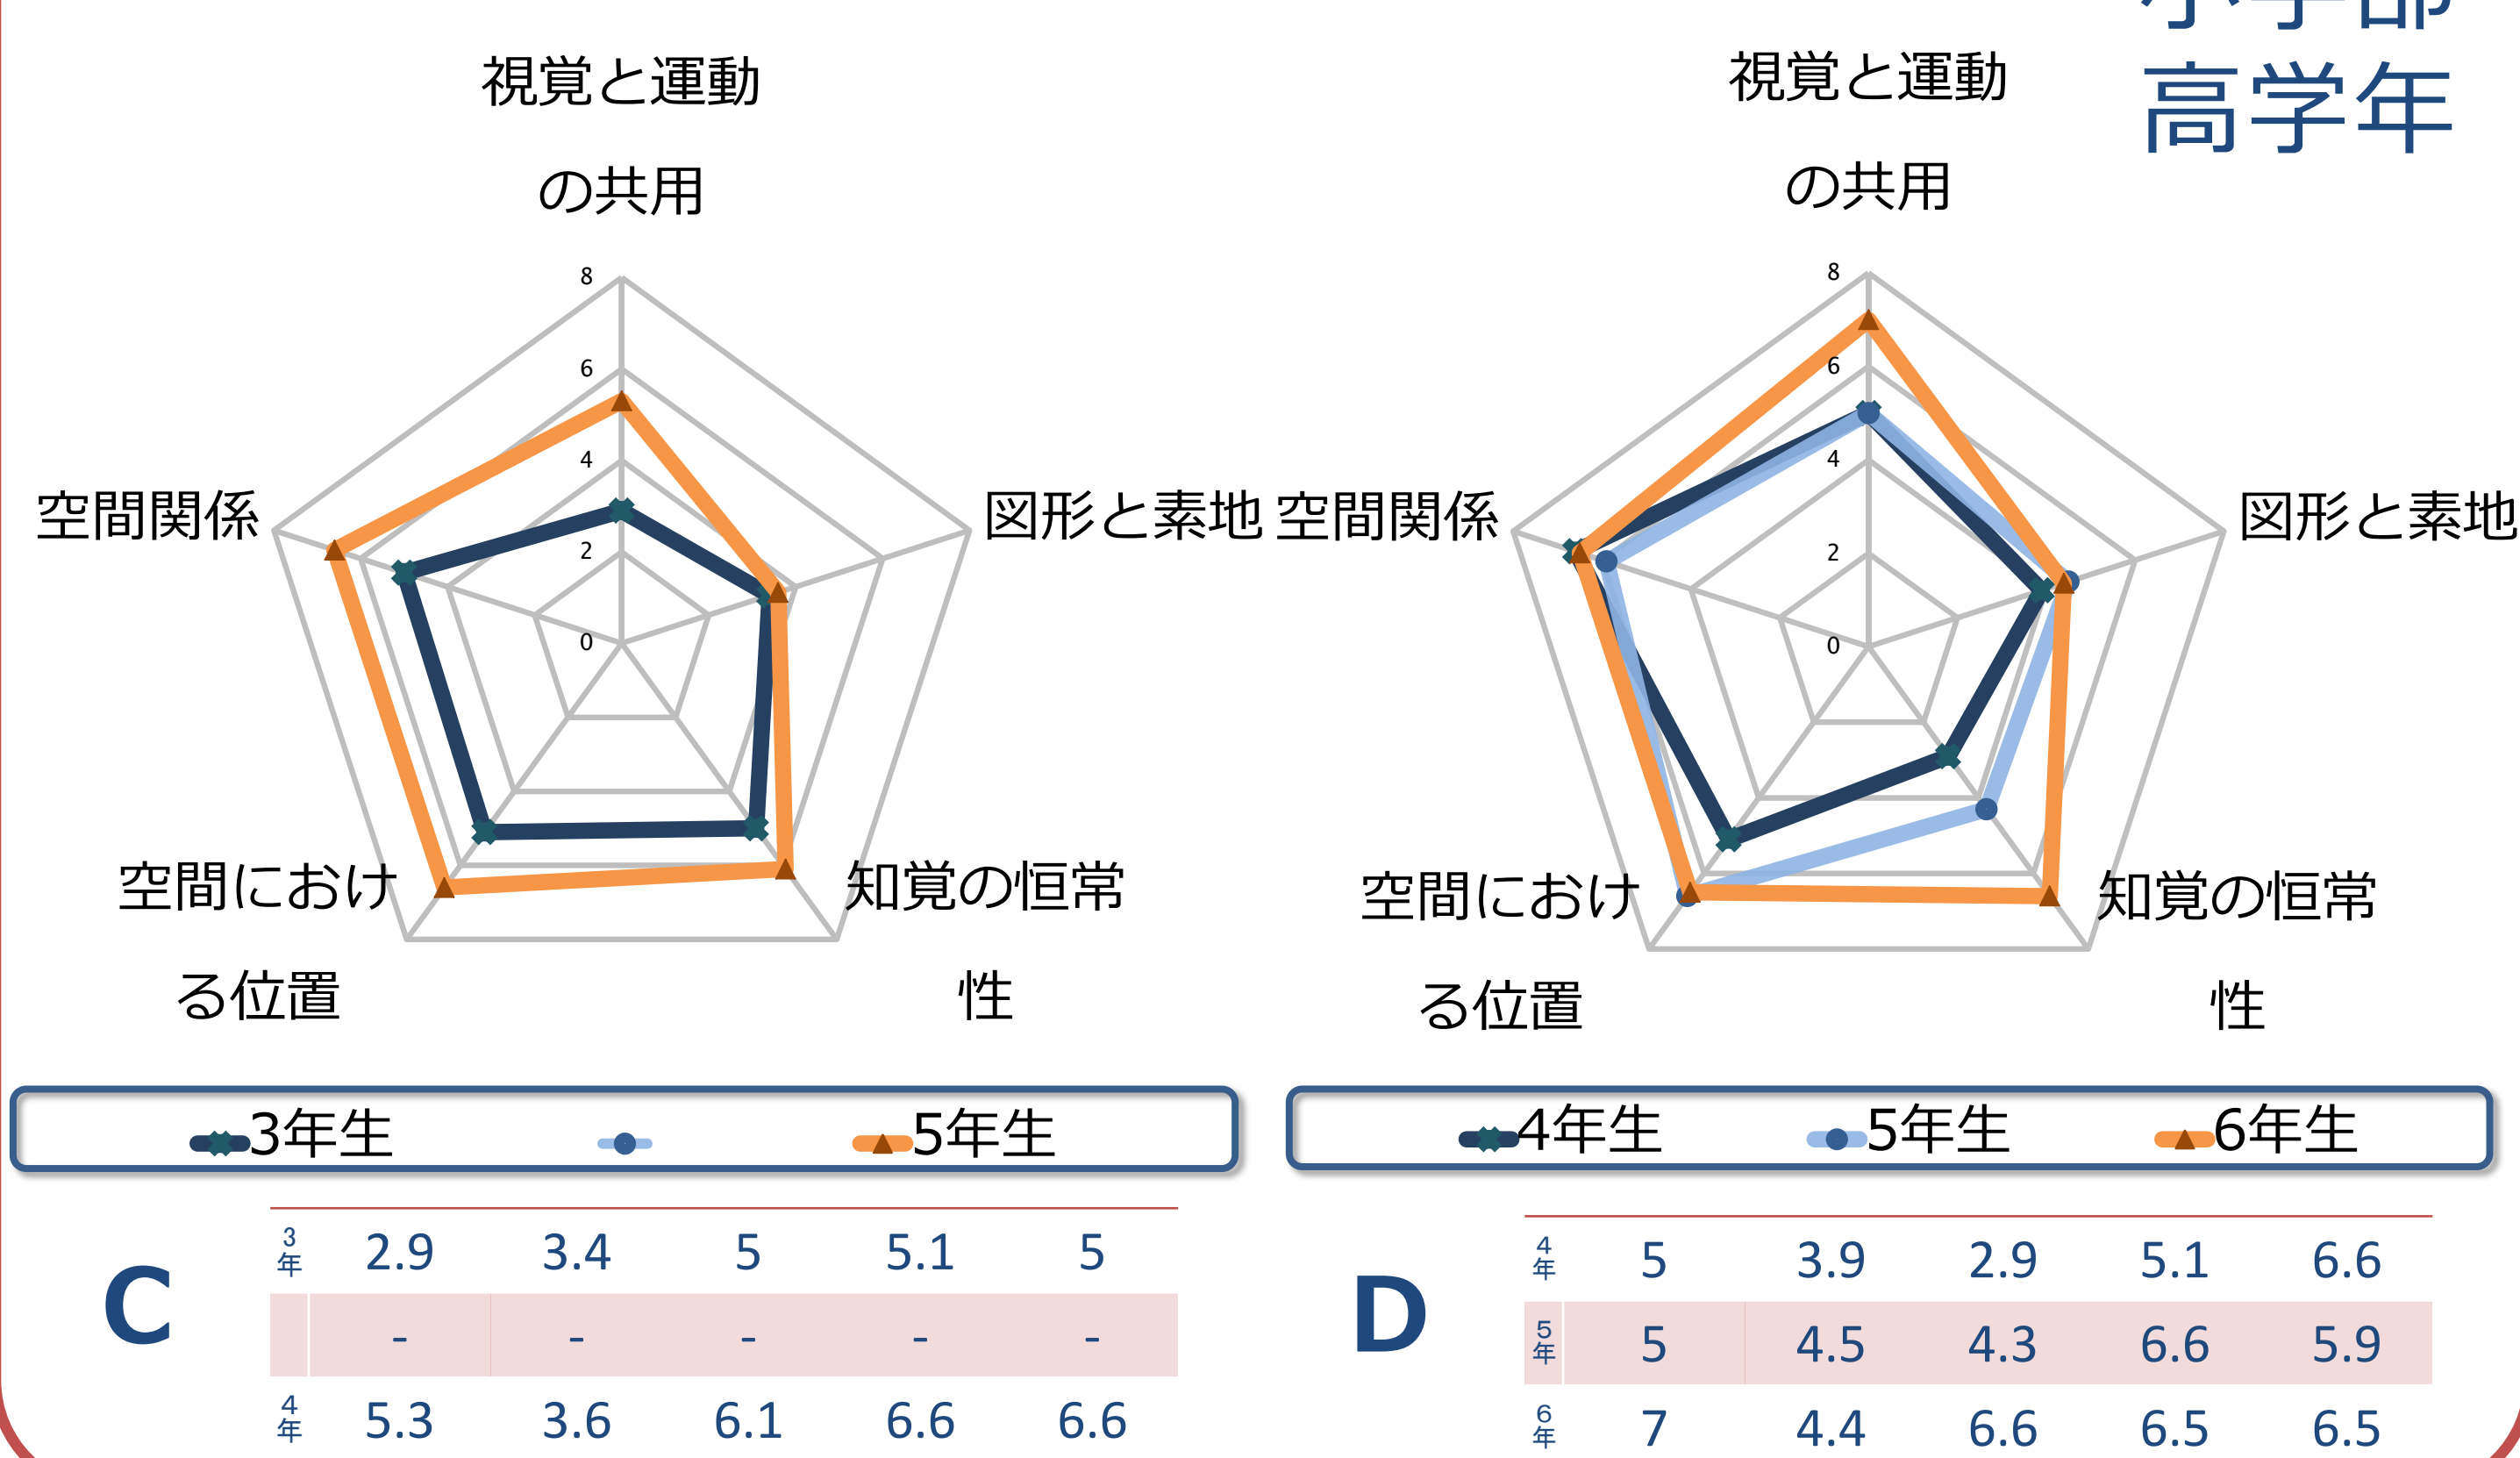 小学部
高学年
視覚と運動
の共用
8
6
4
2
0
空間関係
図形と素地
空間におけ
る位置
知覚の恒常
性
3年生
5年生
C
3年 2.9 3.4 5 5.1 5
- - - - -
4年 5.3 3.6 6.1 6.6 6.6
視覚と運動
の共用
8
6
4
2
0
空間関係
図形と素地
空間におけ
る位置
知覚の恒常
性
4年生 5年生 6年生
D
4年 5 3.9 2.9 5.1 6.6
5年 5 4.5 4.3 6.6 5.9
6年 7 4.4 6.6 6.5 6.5